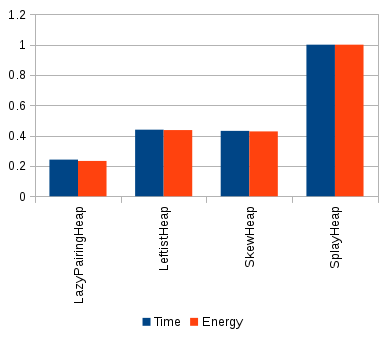 1.2
1
0.8
0.6
0.4
0.2
0
LazyPairingHeap
LeftistHeap
SkewHeap
SplayHeap
Time
Energy